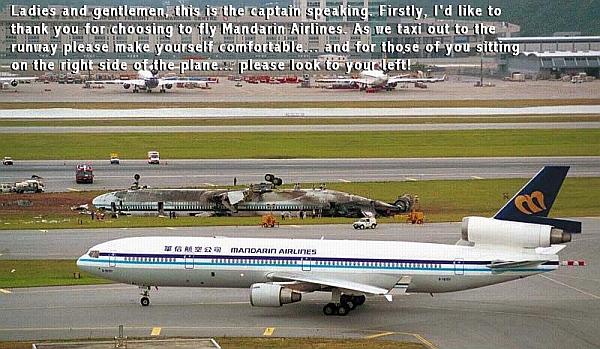 Ladies and gentlemen, this is the captain speaking. Firstly, I'd like to
thank you for choosing to fly Mandarin Airlines. As we taxi out to the
runway please make yourself comfortable... and for those of you sitting
on the right side of the plane... please look to your left!
華信航空公司 MANDARIN AIRLINES